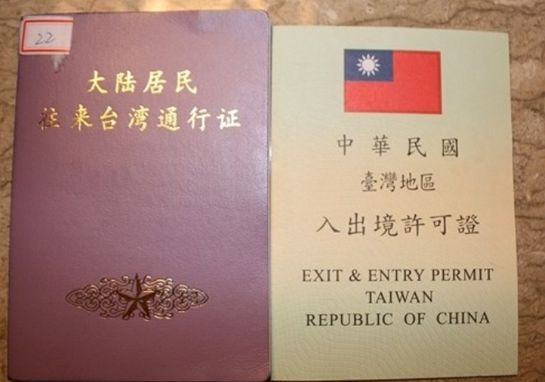 22
大陆居民
往来台湾通行证
中華民國
臺灣地區
入出境許可證
EXIT & ENTRY PERMIT
TAIWAN
REPUBLIC OF CHINA